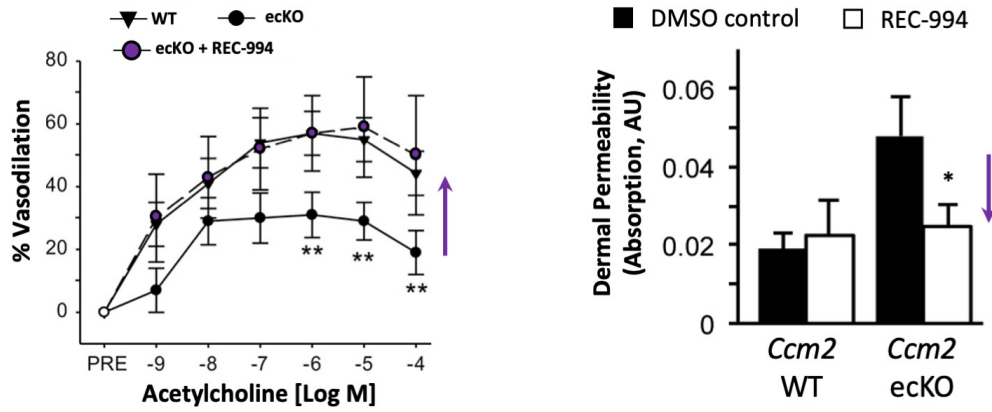 WT
ecKO
ecKO + REC-994
80
60
40
20
0
% Vasodilation
**
**
**
PRE
-9
-8
-7
-6
-5
-4
Acetylcholine [Log M]
DMSO control
REC-994
0.06
0.04
0.02
0
Dermal Permeability
(Absorption, AU)
*
Ccm2
WT
Ccm2
ecKO